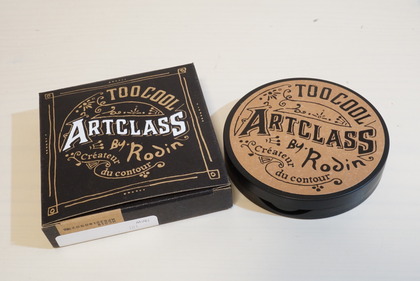 TOO COOL
ARTCLASS
By Rodin
Créateur
du contour
TOO COOL
ARTCLASS
By Rodin
Créateur
du contour